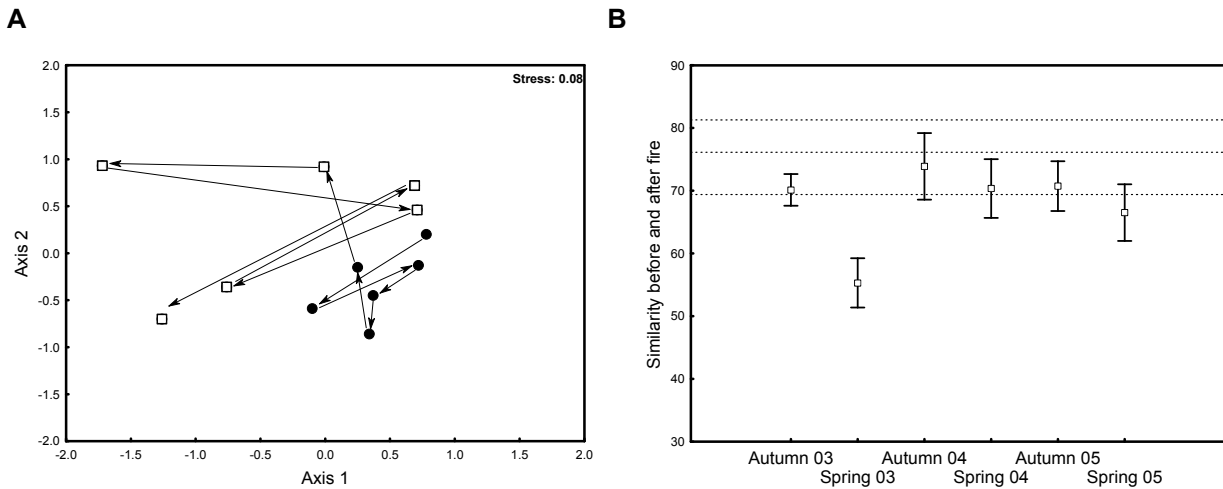 A
2.0
1.5
1.0
0.5
0.0
-0.5
-1.0
-1.5
-2.0
Axis 2
Stress: 0.08
-2.0 -1.5 -1.0 -0.5 0.0 0.5 1.0 1.5 2.0
Axis 1
B
90
80
70
60
50
40
30
Similarity before and after fire
Autumn 03 Autumn 04 Autumn 05
Spring 03 Spring 04 Spring 05